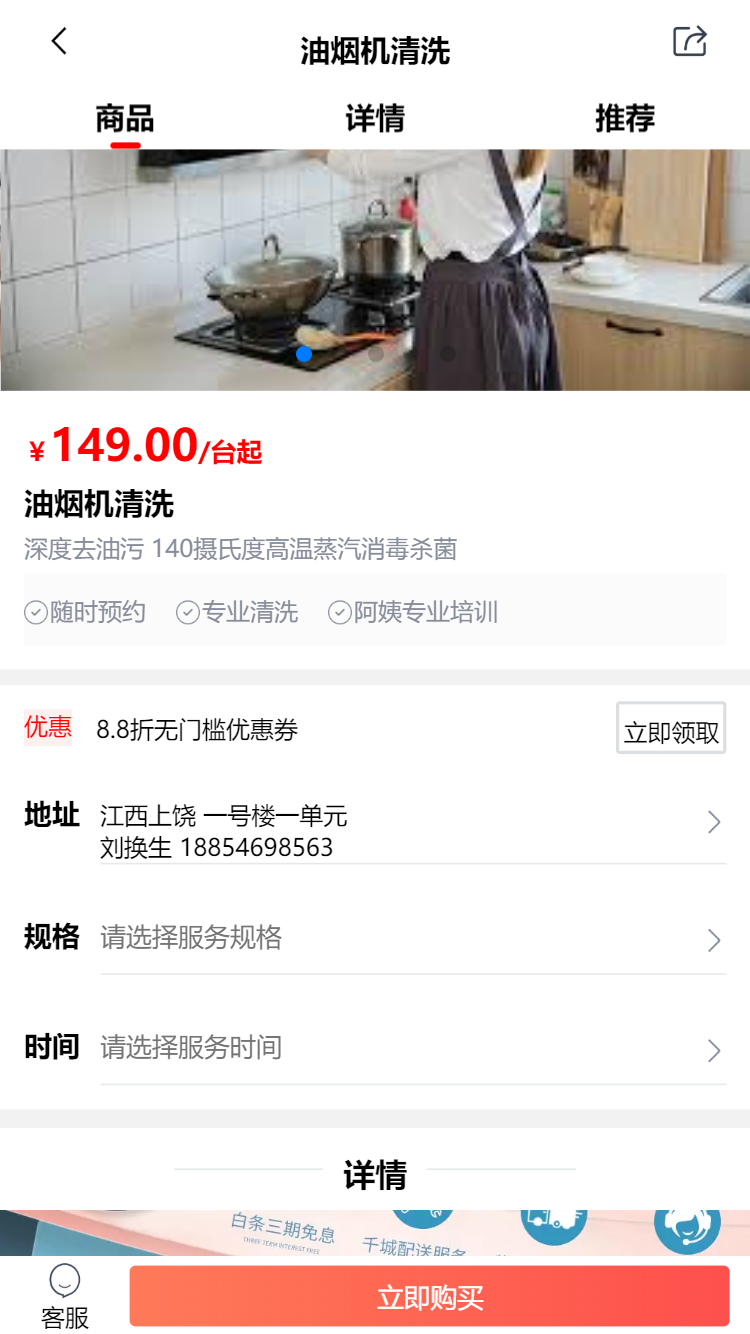 油烟机清洗
商品 详情 推荐
¥149.00/台起
油烟机清洗
深度去油污 140摄氏度高温蒸汽消毒杀菌
随时预约 专业清洗 阿姨专业培训
优惠 8.8折无门槛优惠券 立即领取
地址 江西上饶 一号楼一单元
刘换生 18854698563
规格 请选择服务规格
时间 请选择服务时间
详情
白条三期免息
THREE TERM INTEREST FREE
千城配送服务
客服 立即购买